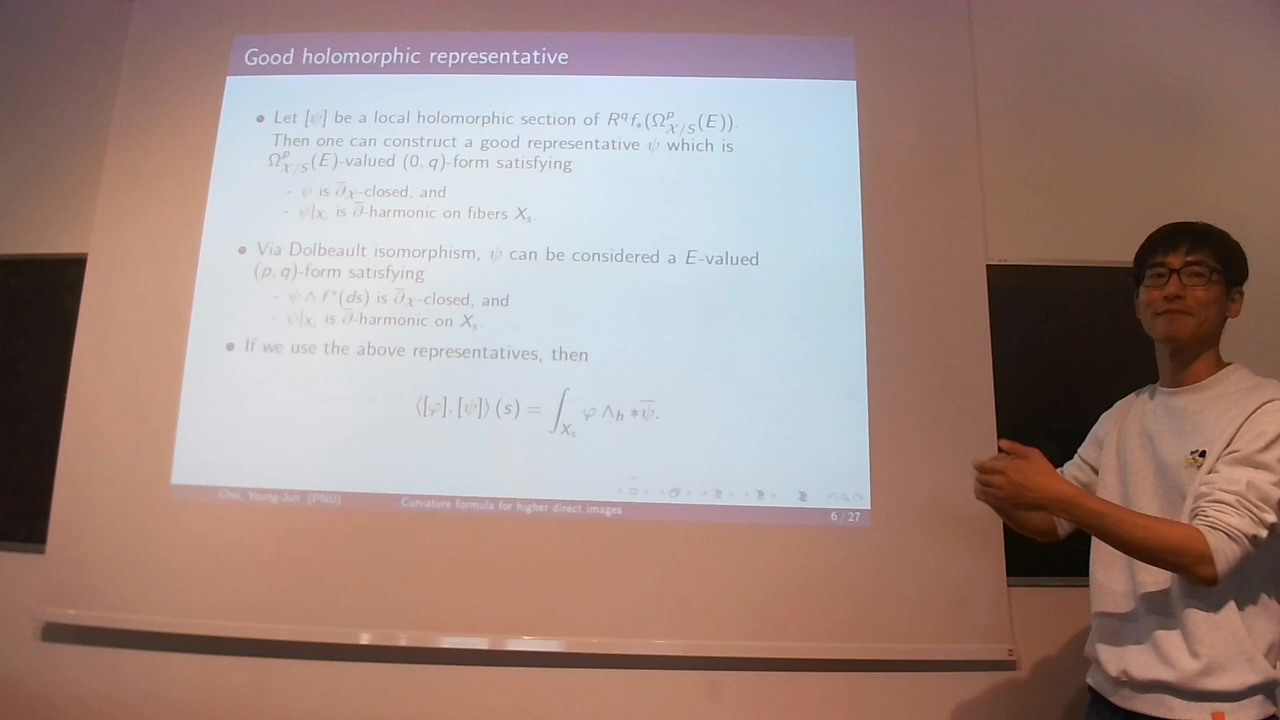 Good holomorphic representative
• Let [ψ] be a local holomorphic section of R^q f_*(Ω^p_{𝒳/S}(E)).
Then one can construct a good representative ψ which is
Ω^p_{𝒳/S}(E)-valued (0, q)-form satisfying
- ψ is ∂̄_𝒳-closed, and
- ψ|_{X_s} is ∂̄-harmonic on fibers X_s.
• Via Dolbeault isomorphism, ψ can be considered a E-valued
(p, q)-form satisfying
- ψ ∧ f*(ds) is ∂̄_𝒳-closed, and
- ψ|_{X_s} is ∂̄-harmonic on X_s.
• If we use the above representatives, then
⟨[φ], [ψ]⟩ (s) = ∫_{X_s} φ ∧_h *ψ̄.
Choi, Young-Jun (PNU) Curvature formula for higher direct images 6 / 27